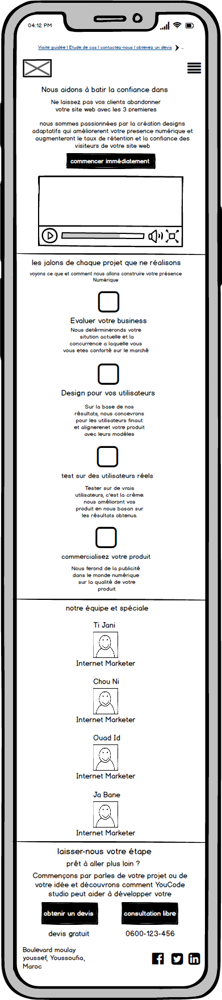 04:12 PM
Visite guidée | Etude de cas | contactez-nous | obtenez un devis ...
Nous aidons à batir la confiance dans
Ne laissez pas vos clients abandonner
votre site web avec les 3 premieres
nous sommes passionnées par la création designs
adaptatifs qui améliorerent votre presence numérique et
augmenteront le taux de rétention et la confiance des
visiteurs de votre site web
commencer immédiatement
les jalons de chaque projet que ne réalisons
voyons ce que et comment nous allons construire votre présence
Numérique
Evaluer votre business
Nous detérmineronds votre
sitution actuelle et la
concurrence a laquelle vous
vous etes conforté sur le marché
Design pour vos utilisateurs
Sur la base de nos
résultats, nous concevrons
pour les utilisateurs finaut
et alignerenet votre produit
avec leurs modéles
test sur des utilisateurs réels
Tester sur de vrais
utilisateurs, c'est la crème.
nous amélioront vos
produit en nous basan sur
les résultats obtenus.
commercialisez votre produit
Nous ferond de la publicité
dans le monde numérique
sur la qualité de votre
produit
notre équipe et spéciale
Ti Jani
Internet Marketer
Chou Ni
Internet Marketer
Ouad Id
Internet Marketer
Ja Bane
Internet Marketer
laisser-nous votre étape
prêt à aller plus loin ?
Commençons par parles de votre projet ou de
votre idée et découvrons comment YouCode
studio peut aider à développer votre
obtenir un devis consultation libre
devis gratuit 0600-123-456
Boulevard moulay
youssef, Youssoufia,
Maroc